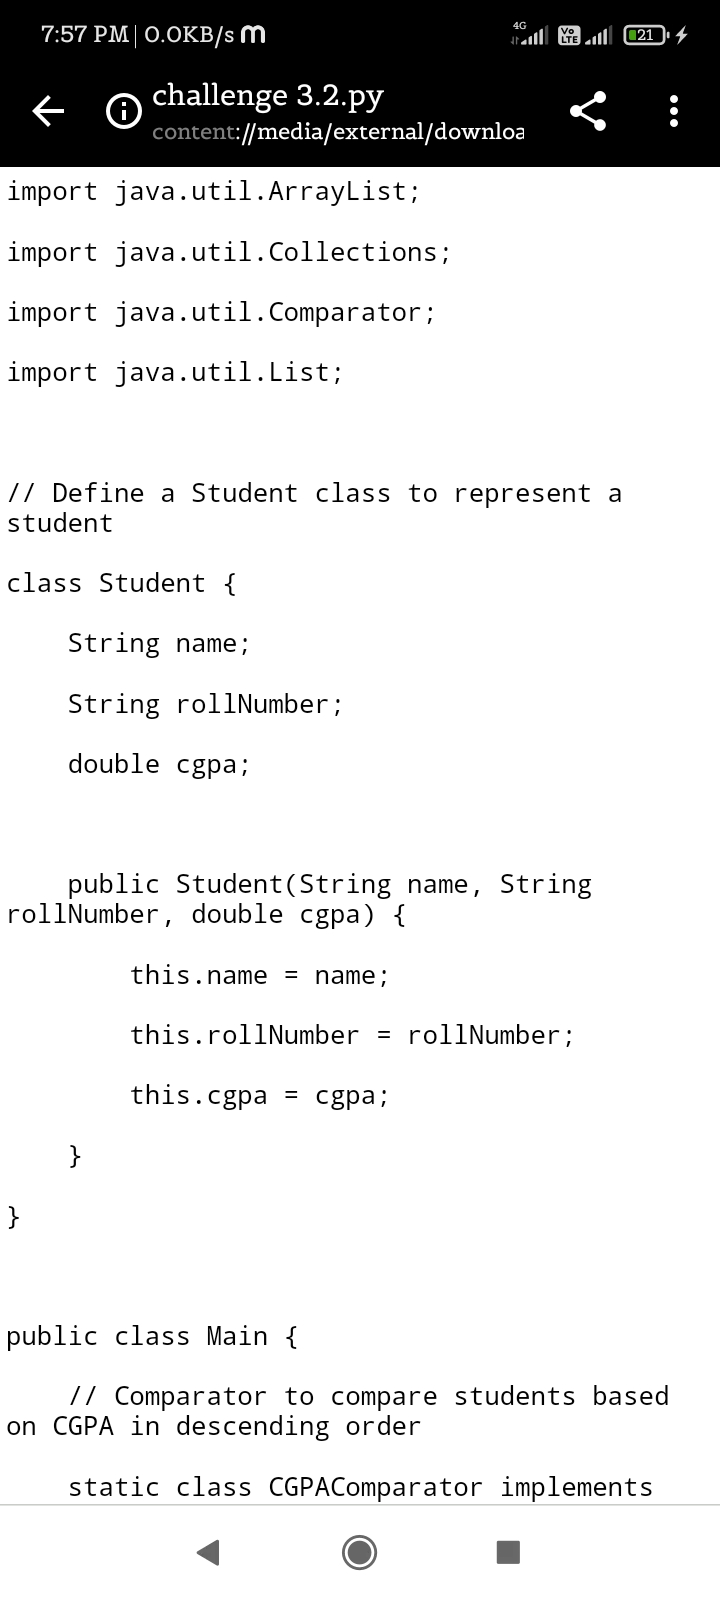 7:57 PM | 0.0KB/s m
4G
Vo LTE
21
challenge 3.2.py
content://media/external/downloa
import java.util.ArrayList;
import java.util.Collections;
import java.util.Comparator;
import java.util.List;
// Define a Student class to represent a
student
class Student {
    String name;
    String rollNumber;
    double cgpa;
    public Student(String name, String
rollNumber, double cgpa) {
        this.name = name;
        this.rollNumber = rollNumber;
        this.cgpa = cgpa;
    }
}
public class Main {
    // Comparator to compare students based
on CGPA in descending order
    static class CGPAComparator implements